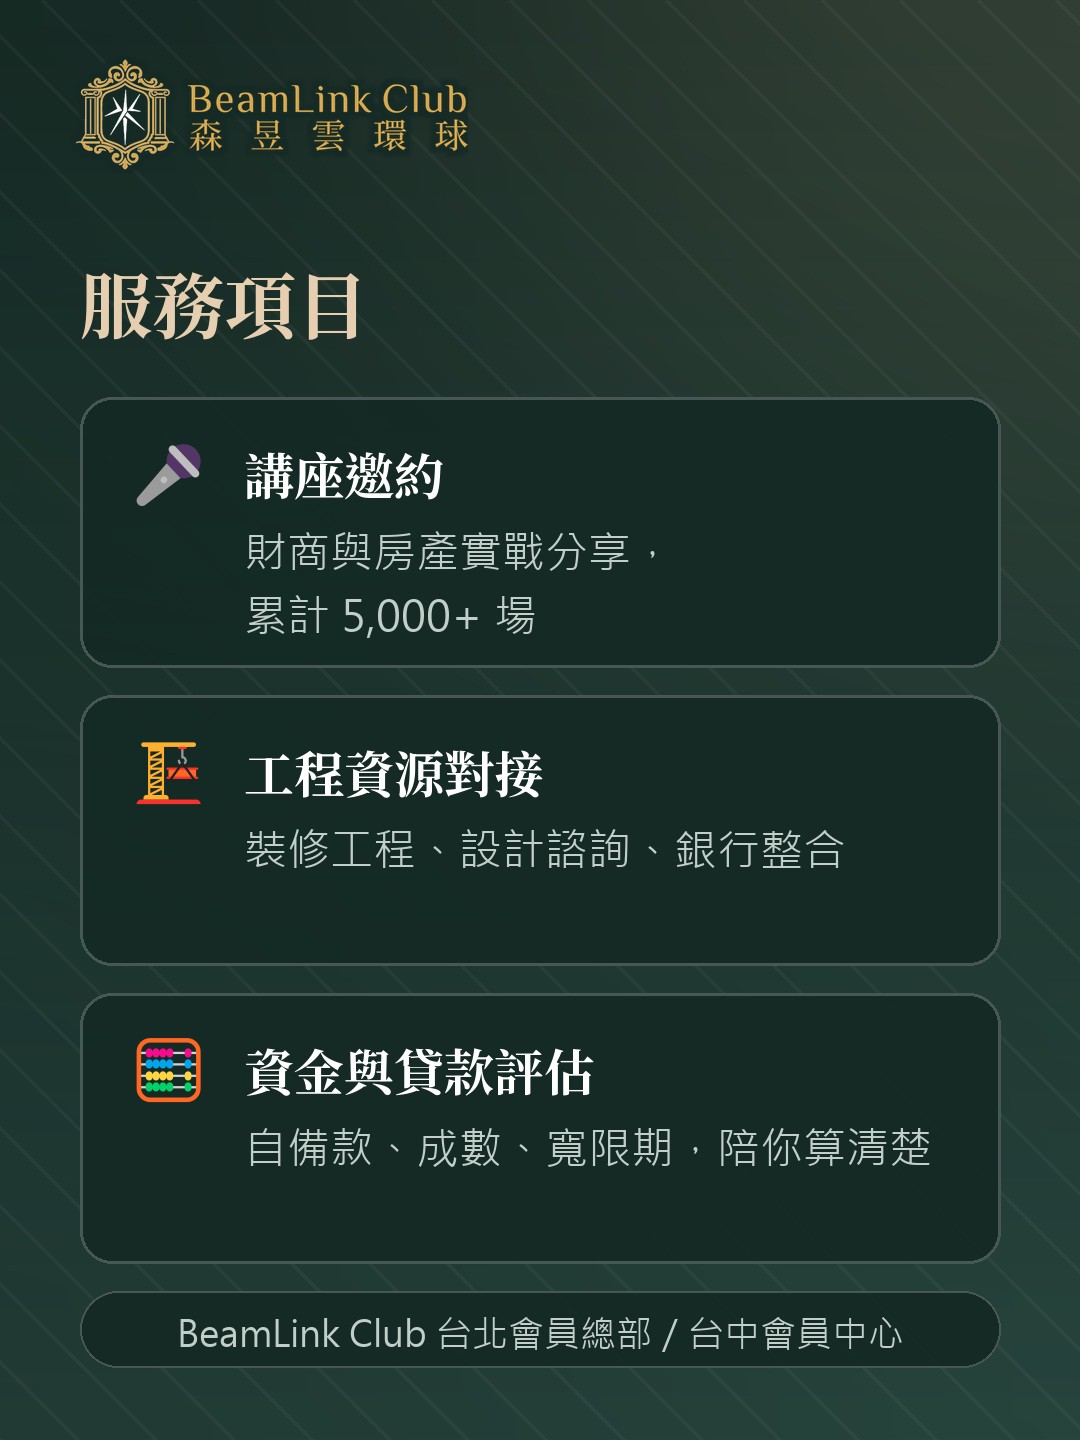 BeamLink Club
森昱雲環球
服務項目
講座邀約
財商與房產實戰分享，
累計 5,000+ 場
工程資源對接
裝修工程、設計諮詢、銀行整合
資金與貸款評估
自備款、成數、寬限期，陪你算清楚
BeamLink Club 台北會員總部 / 台中會員中心